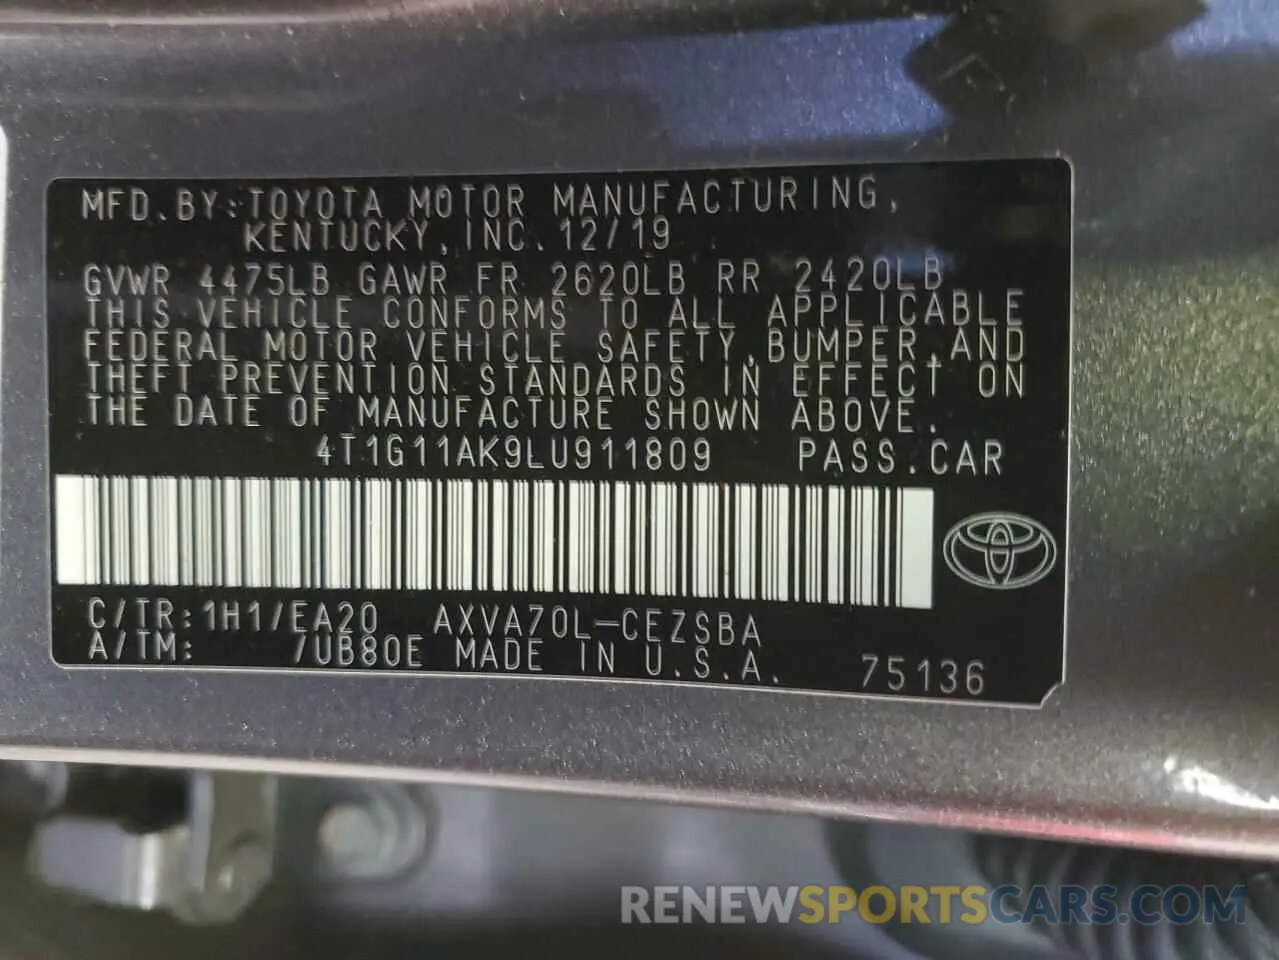 MFD.BY:TOYOTA MOTOR MANUFACTURING,
KENTUCKY,INC.12/19
GVWR 4475LB GAWR FR 2620LB RR 2420LB
THIS VEHICLE CONFORMS TO ALL APPLICABLE
FEDERAL MOTOR VEHICLE SAFETY,BUMPER,AND
THEFT PREVENTION STANDARDS IN EFFECT ON
THE DATE OF MANUFACTURE SHOWN ABOVE.
4T1G11AK9LU911809 PASS.CAR
C/TR:1H1/EA20 AXVA70L-CEZSBA
A/TM: /UB80E MADE IN U.S.A. 75136
RENEWSPORTSCARS.COM